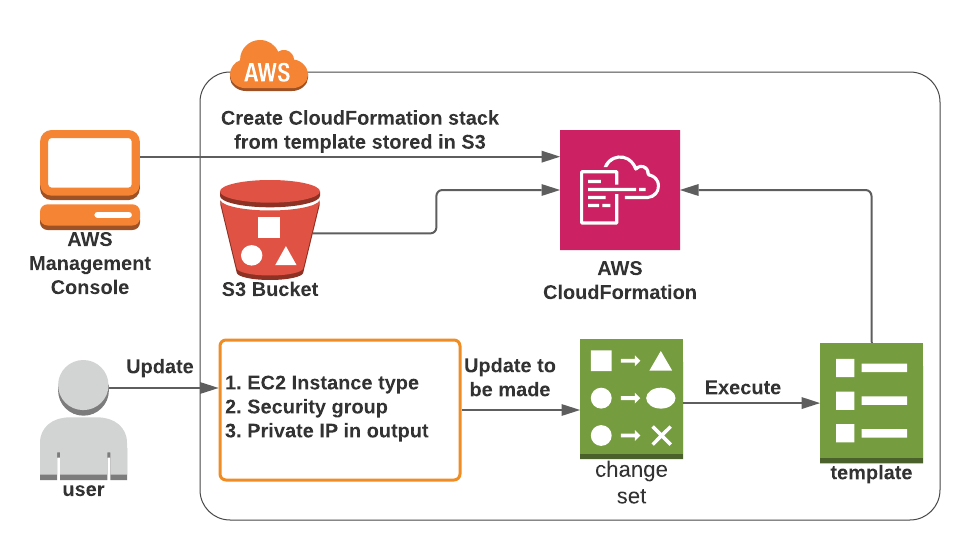 AWS
Create CloudFormation stack
from template stored in S3
AWS
Management
Console
S3 Bucket
AWS
CloudFormation
Update
1. EC2 Instance type
2. Security group
3. Private IP in output
Update to
be made
Execute
user
change
set
template